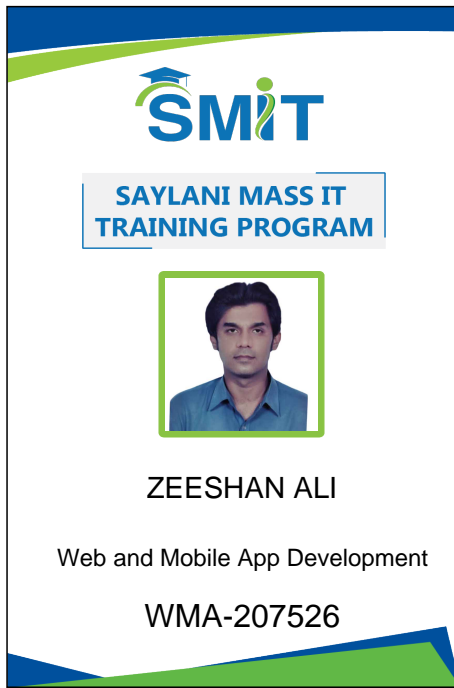 SMIT
SAYLANI MASS IT
TRAINING PROGRAM
ZEESHAN ALI
Web and Mobile App Development
WMA-207526